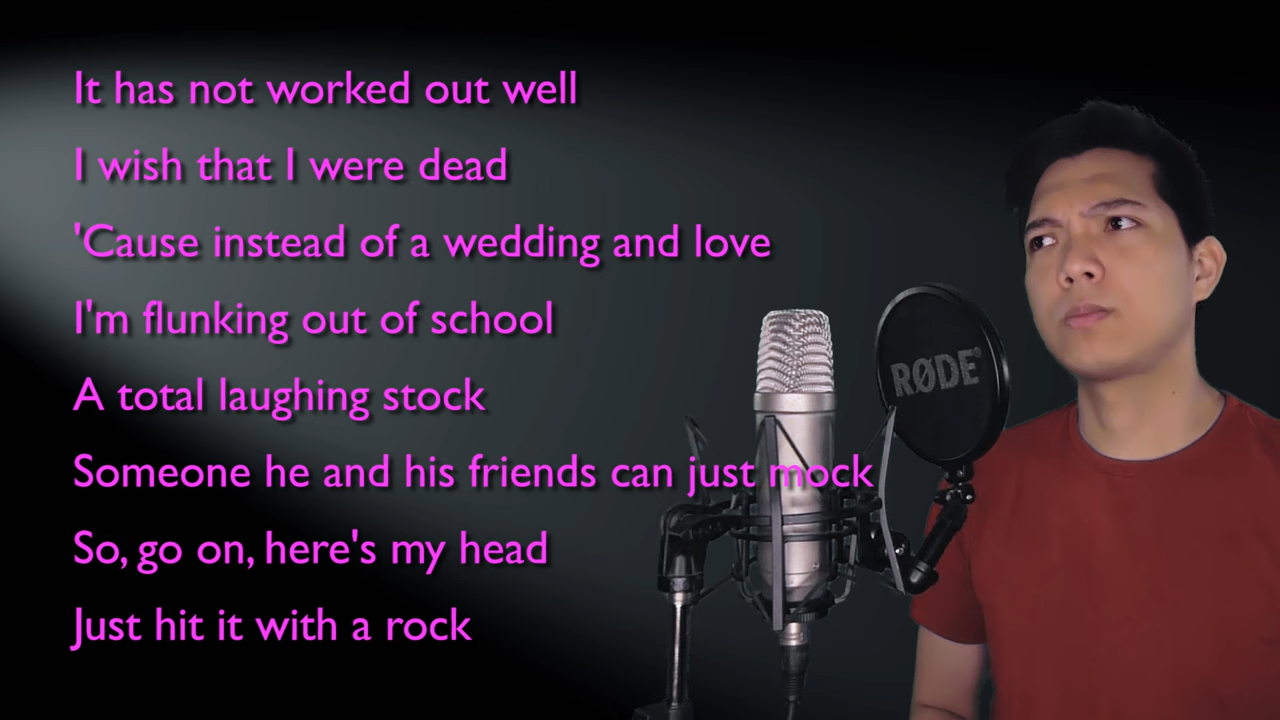 It has not worked out well
I wish that I were dead
'Cause instead of a wedding and love
I'm flunking out of school
A total laughing stock
Someone he and his friends can just mock
So, go on, here's my head
Just hit it with a rock
RØDE